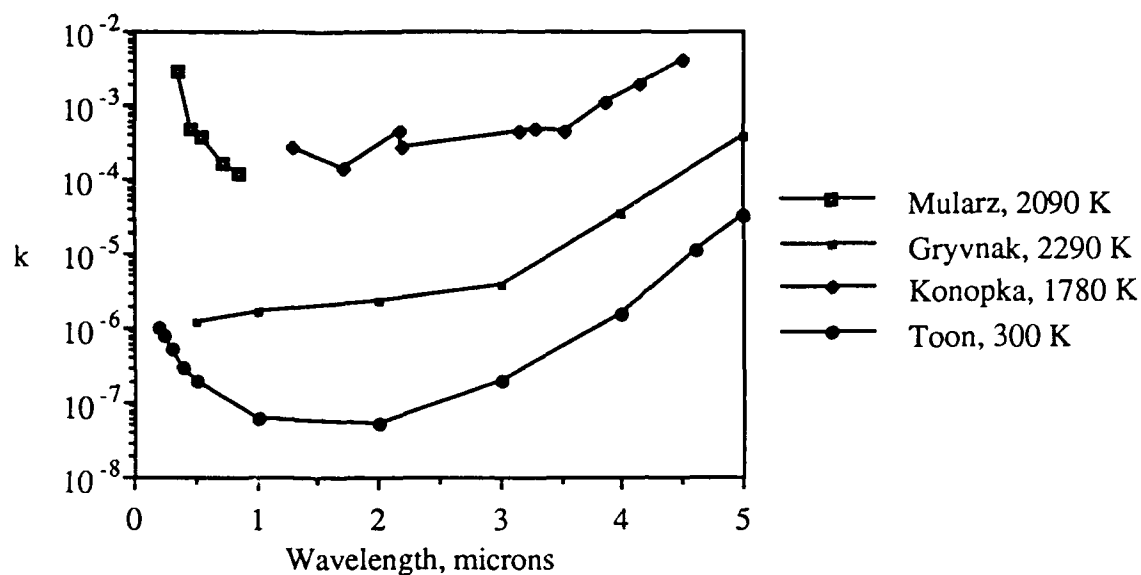 10-2
10-3
10-4
10-5
10-6
10-7
10-8
k
0 1 2 3 4 5
Wavelength, microns
Mularz, 2090 K
Gryvnak, 2290 K
Konopka, 1780 K
Toon, 300 K